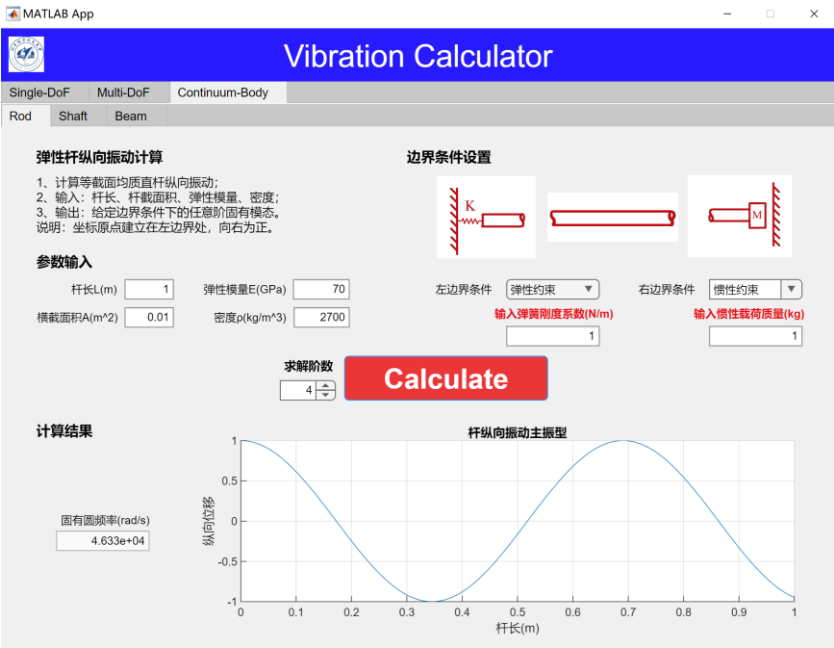 MATLAB App
Vibration Calculator
Single-DoF Multi-DoF Continuum-Body
Rod Shaft Beam
弹性杆纵向振动计算
1、计算等截面均质直杆纵向振动；
2、输入：杆长、杆截面积、弹性模量、密度；
3、输出：给定边界条件下的任意阶固有模态。
说明：坐标原点建立在左边界处，向右为正。
边界条件设置
K
M
参数输入
杆长L(m) 1 弹性模量E(GPa) 70
横截面积A(m^2) 0.01 密度ρ(kg/m^3) 2700
左边界条件 弹性约束 右边界条件 惯性约束
输入弹簧刚度系数(N/m) 输入惯性载荷质量(kg)
1 1
求解阶数
4
Calculate
计算结果
固有圆频率(rad/s)
4.633e+04
杆纵向振动主振型
纵向位移
1
0.5
0
-0.5
-1
0 0.1 0.2 0.3 0.4 0.5 0.6 0.7 0.8 0.9 1
杆长(m)